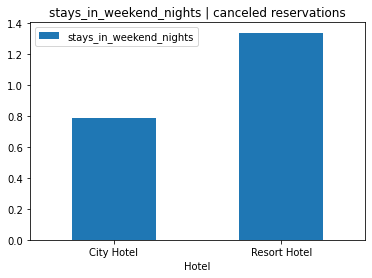 stays_in_weekend_nights | canceled reservations
stays_in_weekend_nights
1.4
1.2
1.0
0.8
0.6
0.4
0.2
0.0
City Hotel Resort Hotel
Hotel